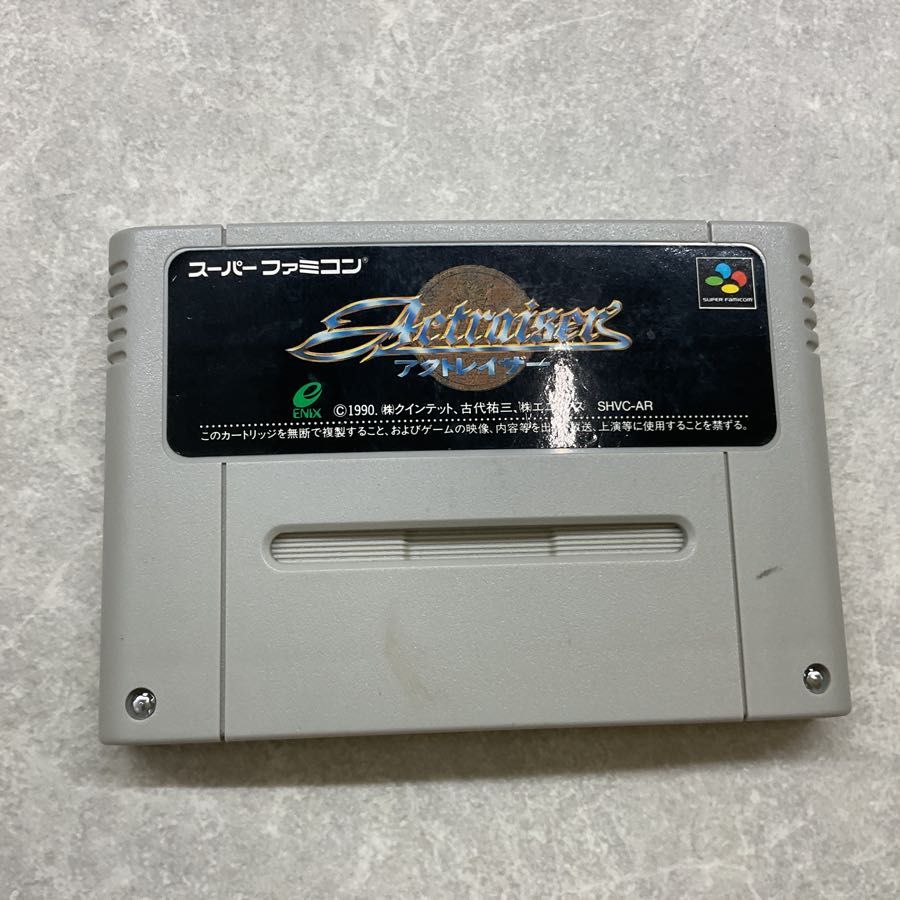 スーパーファミコン®
Actraiser
アクトレイザー
SUPER FAMICOM
ENIX
©1990. ㈱クインテット、古代祐三、㈱エ ス SHVC-AR
このカートリッジを無断で複製すること、およびゲームの映像、内容等を出 放送、上演等に使用することを禁ずる。